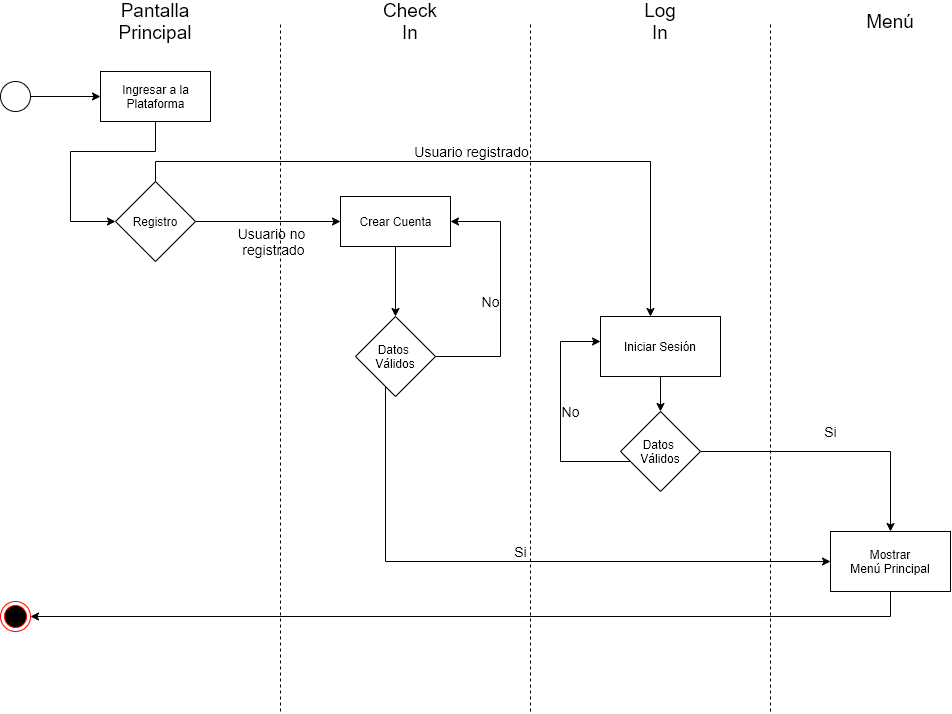 Pantalla
Principal
Check
In
Log
In
Menú
Ingresar a la
Plataforma
Usuario registrado
Registro
Usuario no
registrado
Crear Cuenta
No
Datos
Válidos
Iniciar Sesión
No
Datos
Válidos
Si
Si
Mostrar
Menú Principal